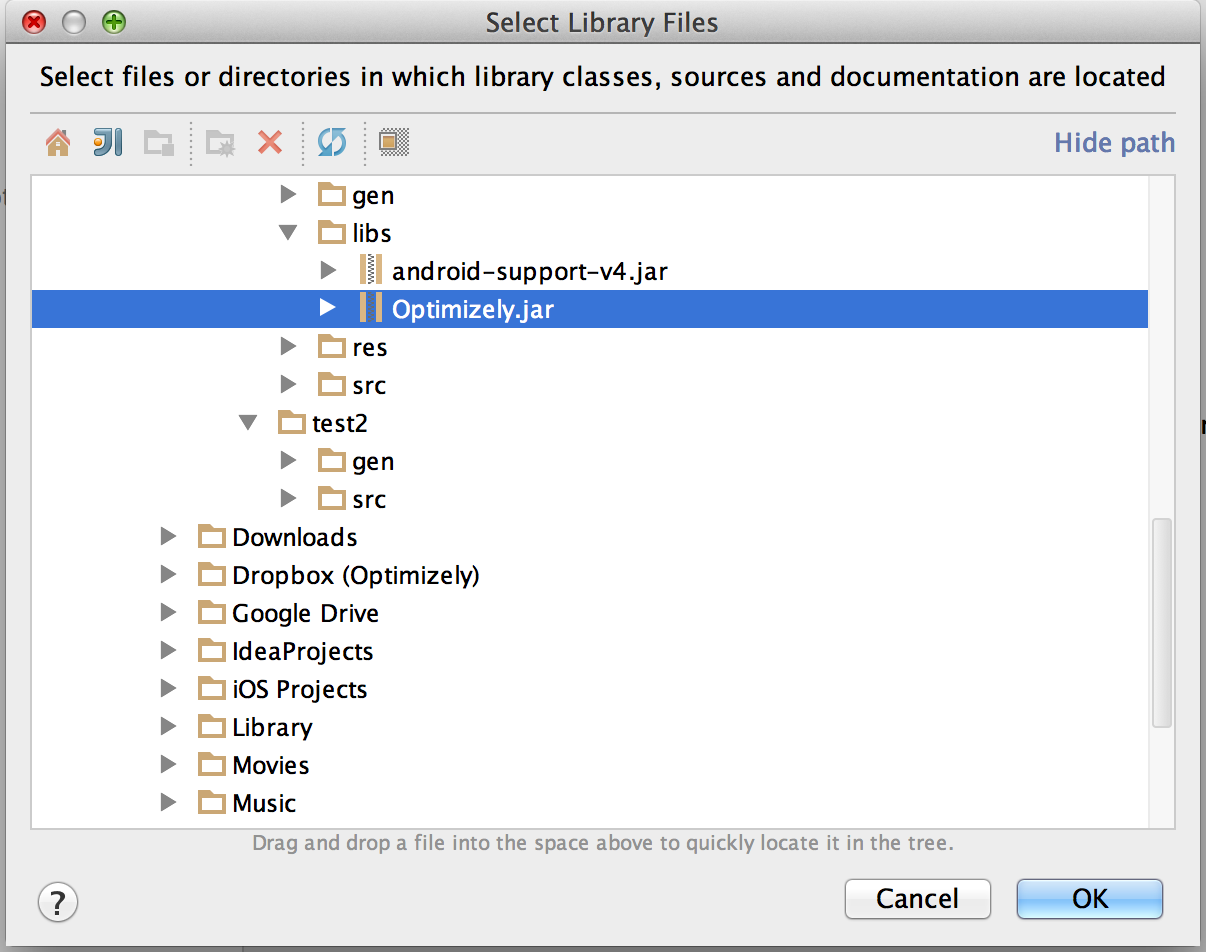 Select Library Files
Select files or directories in which library classes, sources and documentation are located
Hide path
gen
libs
android-support-v4.jar
Optimizely.jar
res
src
test2
gen
src
Downloads
Dropbox (Optimizely)
Google Drive
IdeaProjects
iOS Projects
Library
Movies
Music
Drag and drop a file into the space above to quickly locate it in the tree.
?
Cancel
OK